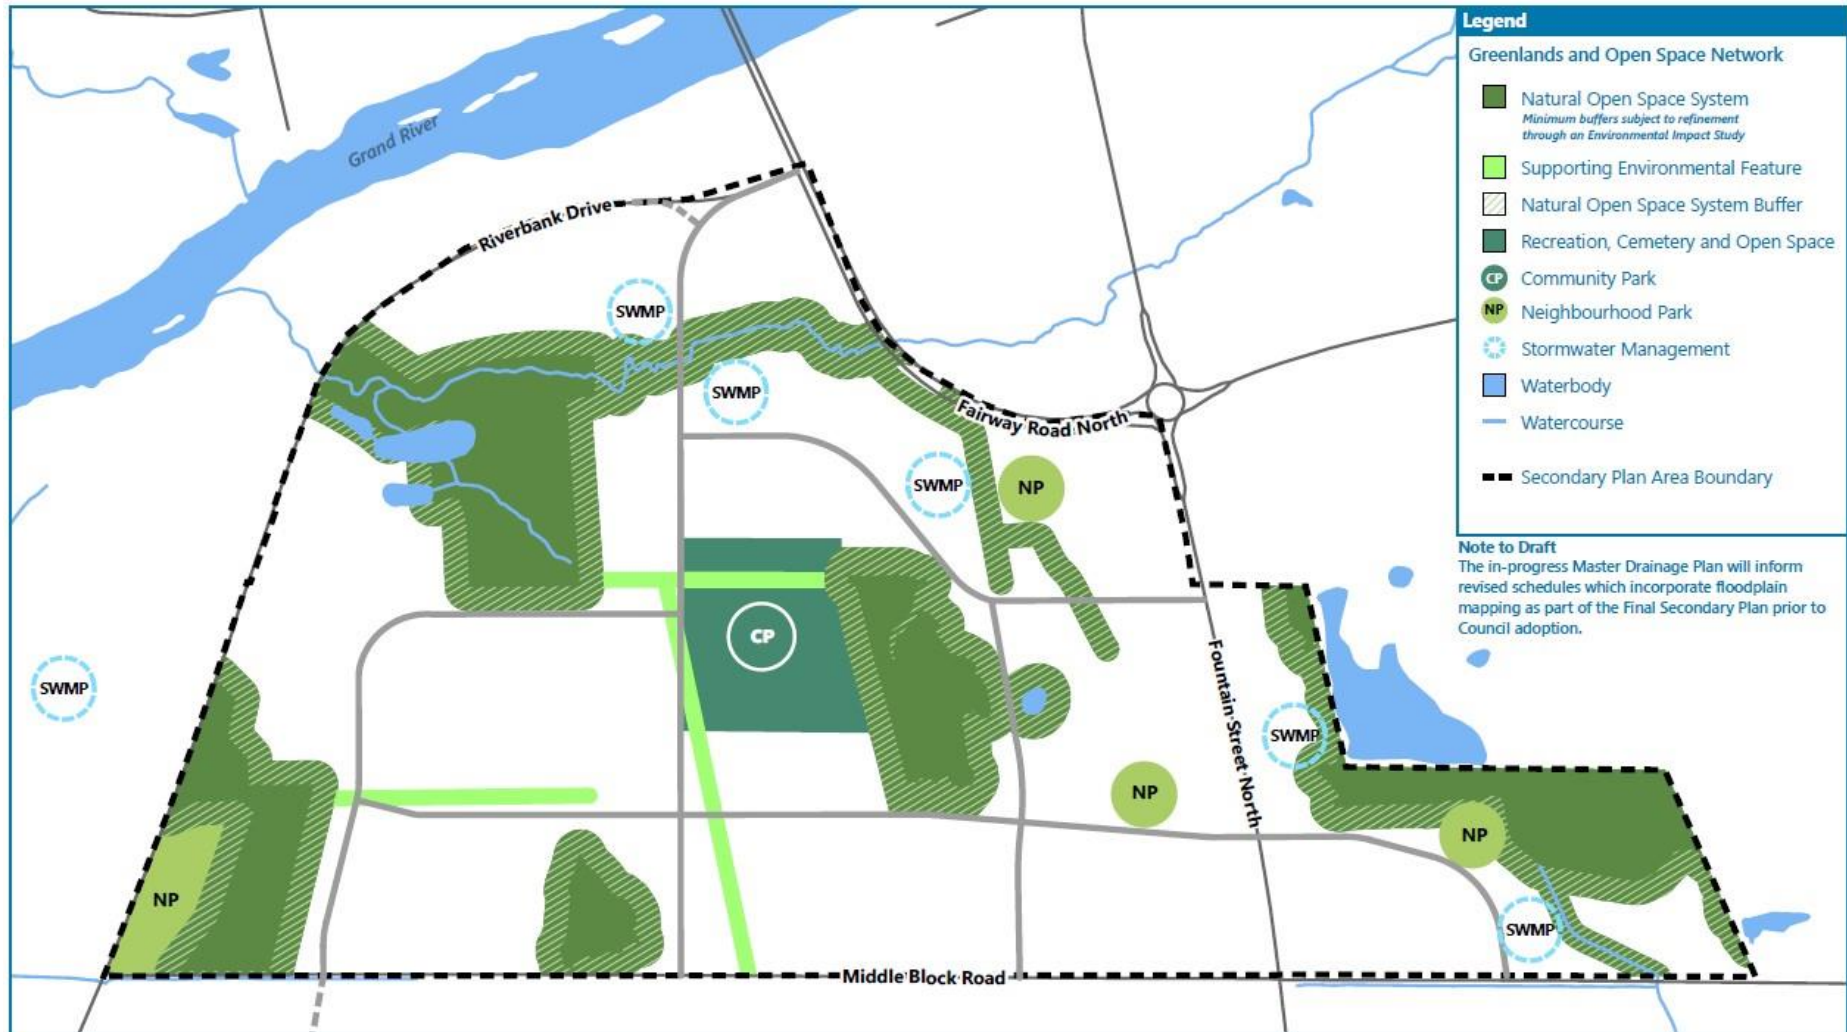 Legend
Greenlands and Open Space Network
Natural Open Space System
Minimum buffers subject to refinement
through an Environmental Impact Study
Supporting Environmental Feature
Natural Open Space System Buffer
Recreation, Cemetery and Open Space
CP Community Park
NP Neighbourhood Park
Stormwater Management
Waterbody
Watercourse
Secondary Plan Area Boundary
Note to Draft
The in-progress Master Drainage Plan will inform
revised schedules which incorporate floodplain
mapping as part of the Final Secondary Plan prior to
Council adoption.
Grand River
Riverbank Drive
SWMP
SWMP
Fairway Road North
SWMP
NP
CP
SWMP
Fountain Street North
SWMP
NP
NP
NP
SWMP
Middle Block Road